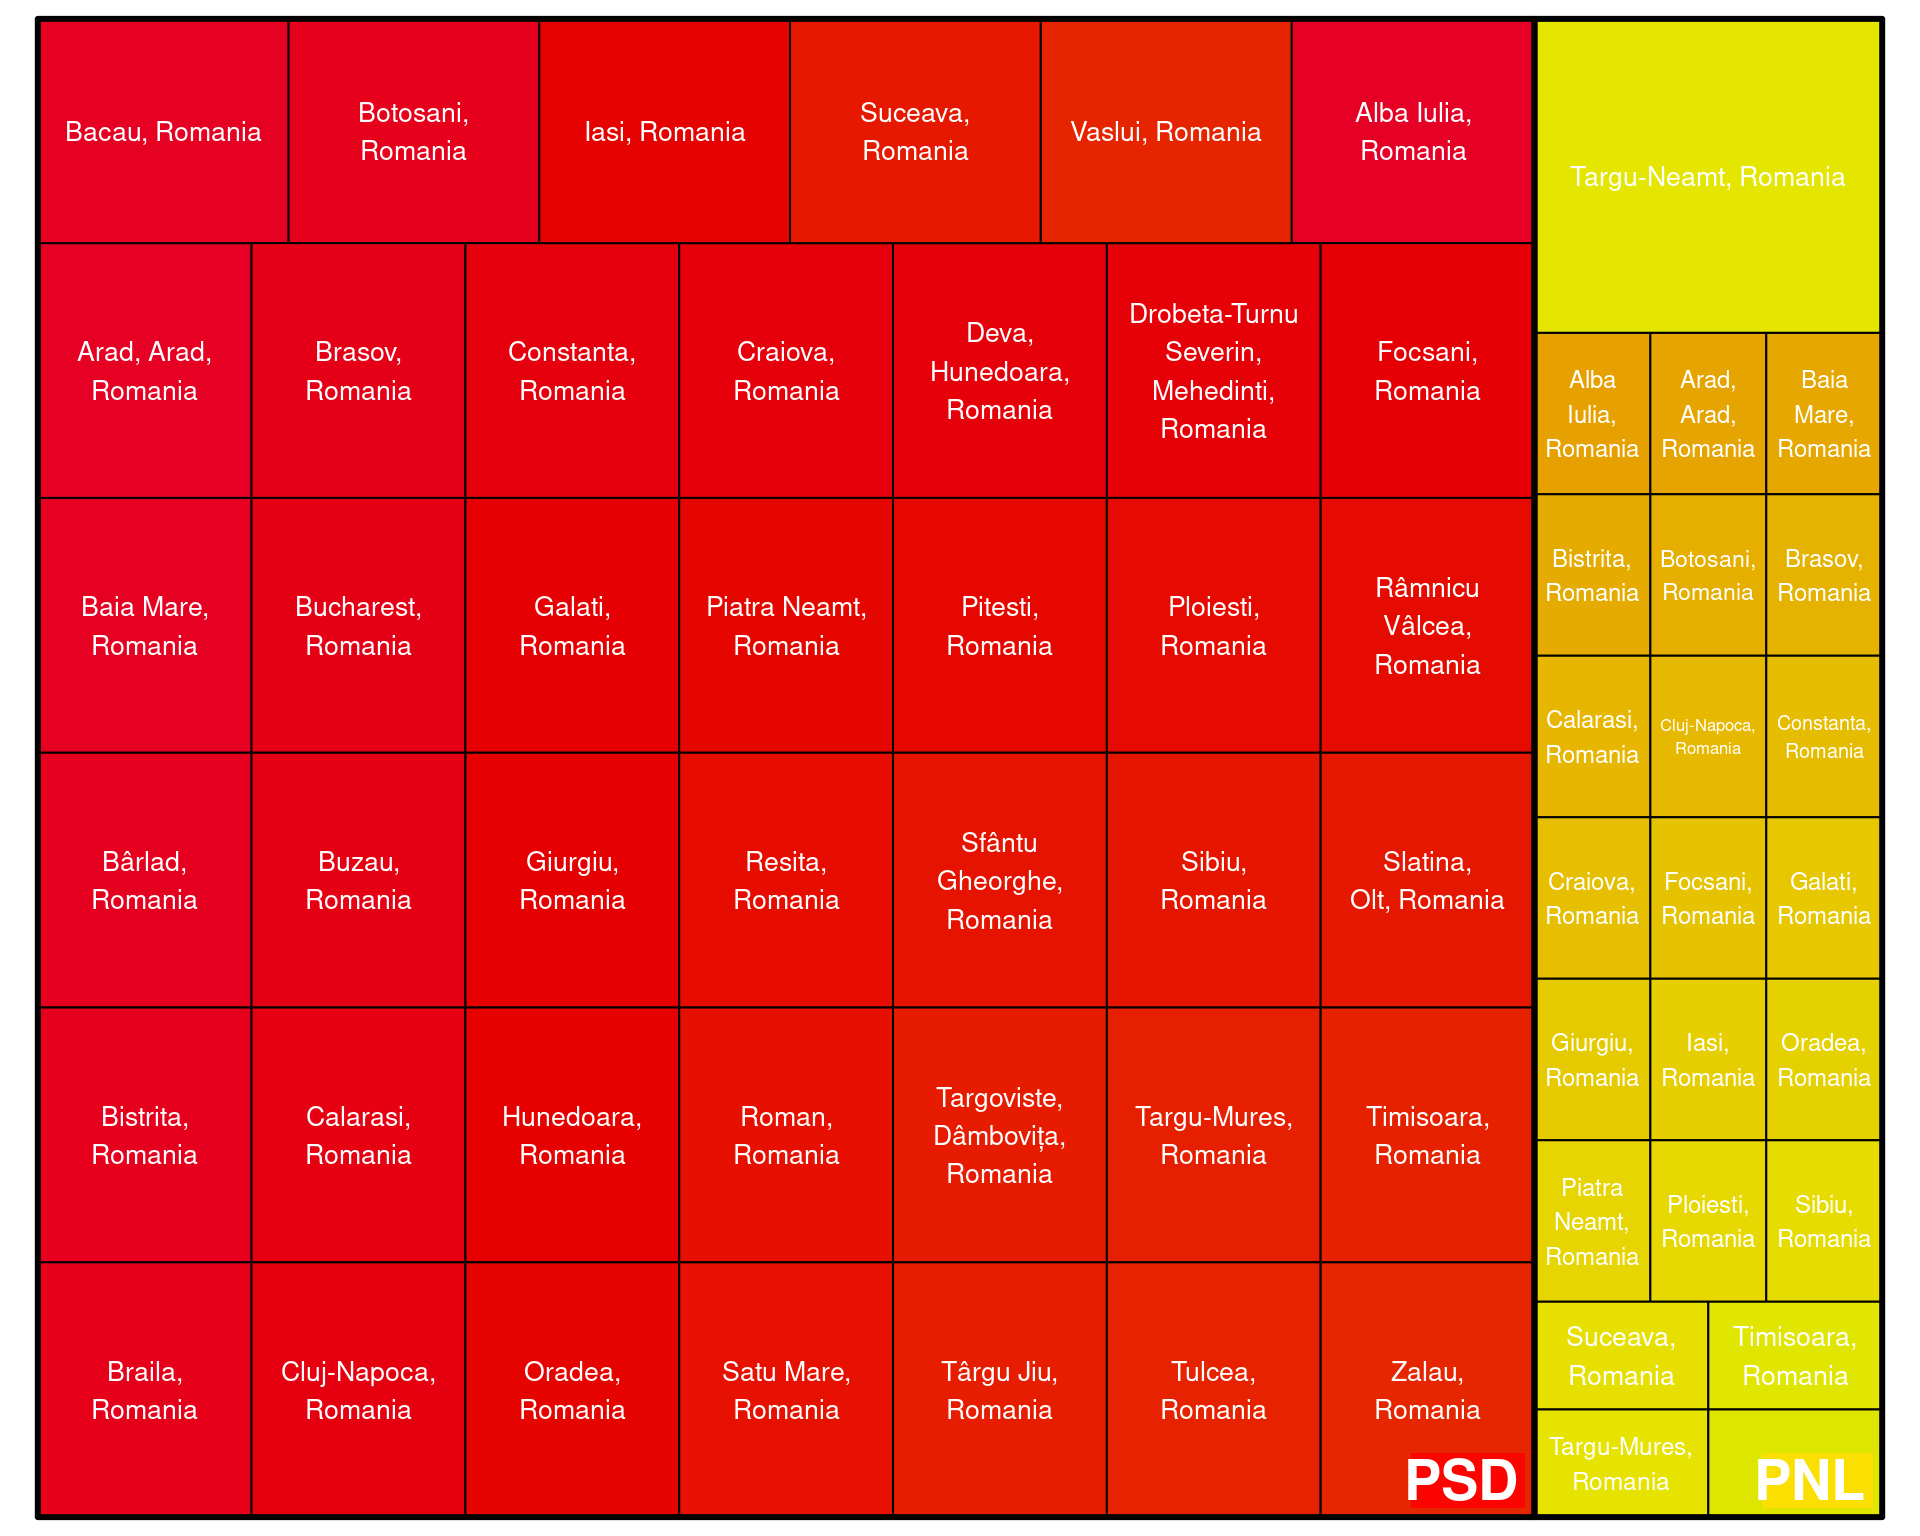 Bacau, Romania
Botosani,
Romania
Iasi, Romania
Suceava,
Romania
Vaslui, Romania
Alba Iulia,
Romania
Arad, Arad,
Romania
Brasov,
Romania
Constanta,
Romania
Craiova,
Romania
Deva,
Hunedoara,
Romania
Drobeta-Turnu
Severin,
Mehedinti,
Romania
Focsani,
Romania
Baia Mare,
Romania
Bucharest,
Romania
Galati,
Romania
Piatra Neamt,
Romania
Pitesti,
Romania
Ploiesti,
Romania
Râmnicu
Vâlcea,
Romania
Bârlad,
Romania
Buzau,
Romania
Giurgiu,
Romania
Resita,
Romania
Sfântu
Gheorghe,
Romania
Sibiu,
Romania
Slatina,
Olt, Romania
Bistrita,
Romania
Calarasi,
Romania
Hunedoara,
Romania
Roman,
Romania
Targoviste,
Dâmbovița,
Romania
Targu-Mures,
Romania
Timisoara,
Romania
Braila,
Romania
Cluj-Napoca,
Romania
Oradea,
Romania
Satu Mare,
Romania
Târgu Jiu,
Romania
Tulcea,
Romania
Zalau,
Romania
PSD
Targu-Neamt, Romania
Alba
Iulia,
Romania
Arad,
Arad,
Romania
Baia
Mare,
Romania
Bistrita,
Romania
Botosani,
Romania
Brasov,
Romania
Calarasi,
Romania
Cluj-Napoca,
Romania
Constanta,
Romania
Craiova,
Romania
Focsani,
Romania
Galati,
Romania
Giurgiu,
Romania
Iasi,
Romania
Oradea,
Romania
Piatra
Neamt,
Romania
Ploiesti,
Romania
Sibiu,
Romania
Suceava,
Romania
Timisoara,
Romania
Targu-Mures,
Romania
PNL